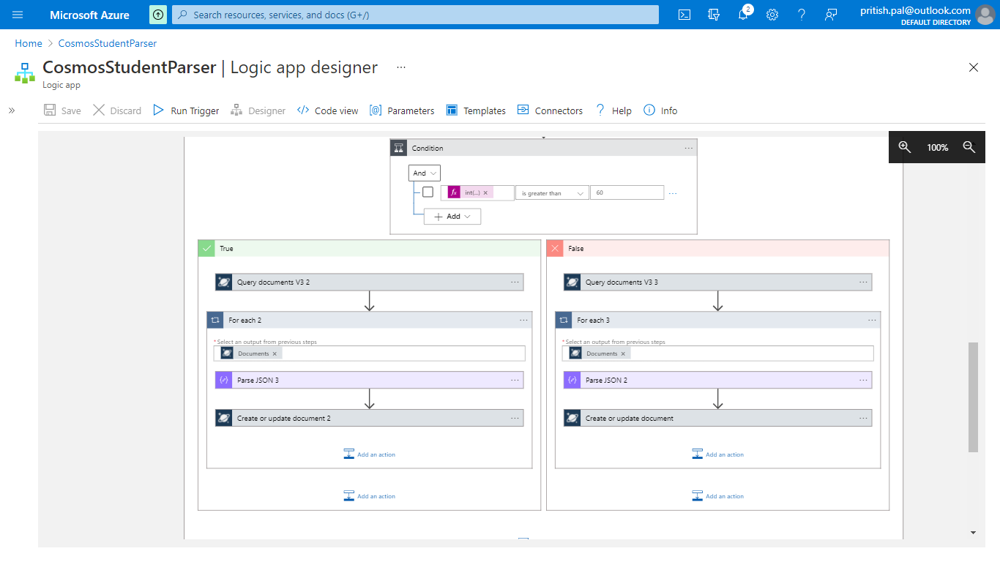 Microsoft Azure
Search resources, services, and docs (G+/)
2
pritish.pal@outlook.com
DEFAULT DIRECTORY
Home > CosmosStudentParser
CosmosStudentParser | Logic app designer ...
Logic app
Save Discard Run Trigger Designer Code view Parameters Templates Connectors Help Info
100%
Condition
And
fx int(...) × is greater than 60
+ Add
True
False
Query documents V3 2
Query documents V3 3
For each 2
For each 3
* Select an output from previous steps
* Select an output from previous steps
Documents ×
Documents ×
Parse JSON 3
Parse JSON 2
Create or update document 2
Create or update document
Add an action
Add an action
Add an action
Add an action